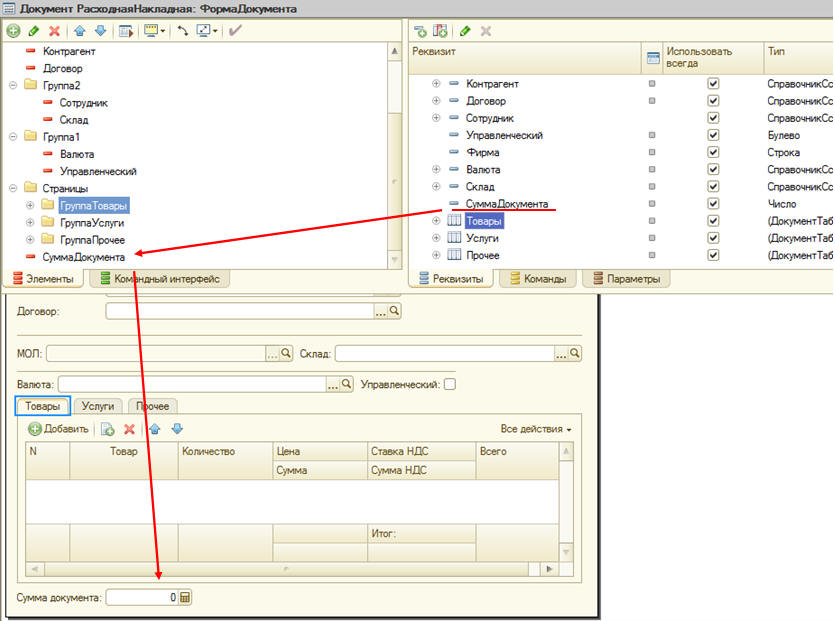 Документ РасходнаяНакладная: ФормаДокумента
Контрагент
Договор
Группа2
Сотрудник
Склад
Группа1
Валюта
Управленческий
Страницы
ГруппаТовары
ГруппаУслуги
ГруппаПрочее
СуммаДокумента
Элементы Командный интерфейс
Реквизит Использовать всегда Тип
Контрагент СправочникСс
Договор СправочникСс
Сотрудник СправочникСс
Управленческий Булево
Фирма Строка
Валюта СправочникСс
Склад СправочникСс
СуммаДокумента Число
Товары (ДокументТаб
Услуги (ДокументТаб
Прочее (ДокументТаб
Реквизиты Команды Параметры
Договор: ...
МОЛ: ... Склад: ...
Валюта: ... Управленческий:
Товары Услуги Прочее
Добавить Все действия
N Товар Количество Цена Ставка НДС Всего
Сумма Сумма НДС
Итог:
Сумма документа: 0